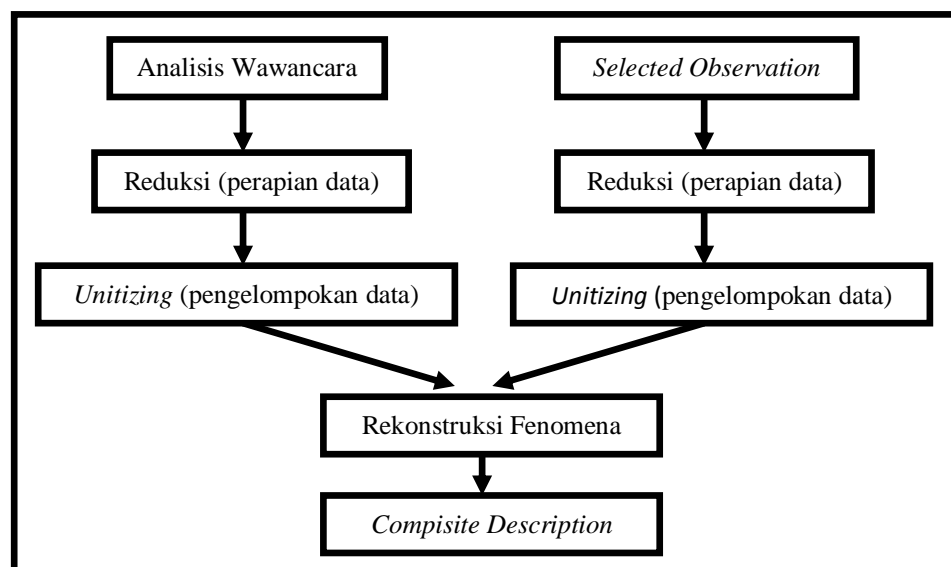 Analisis Wawancara
Selected Observation
Reduksi (perapian data)
Reduksi (perapian data)
Unitizing (pengelompokan data)
Unitizing (pengelompokan data)
Rekonstruksi Fenomena
Compisite Description